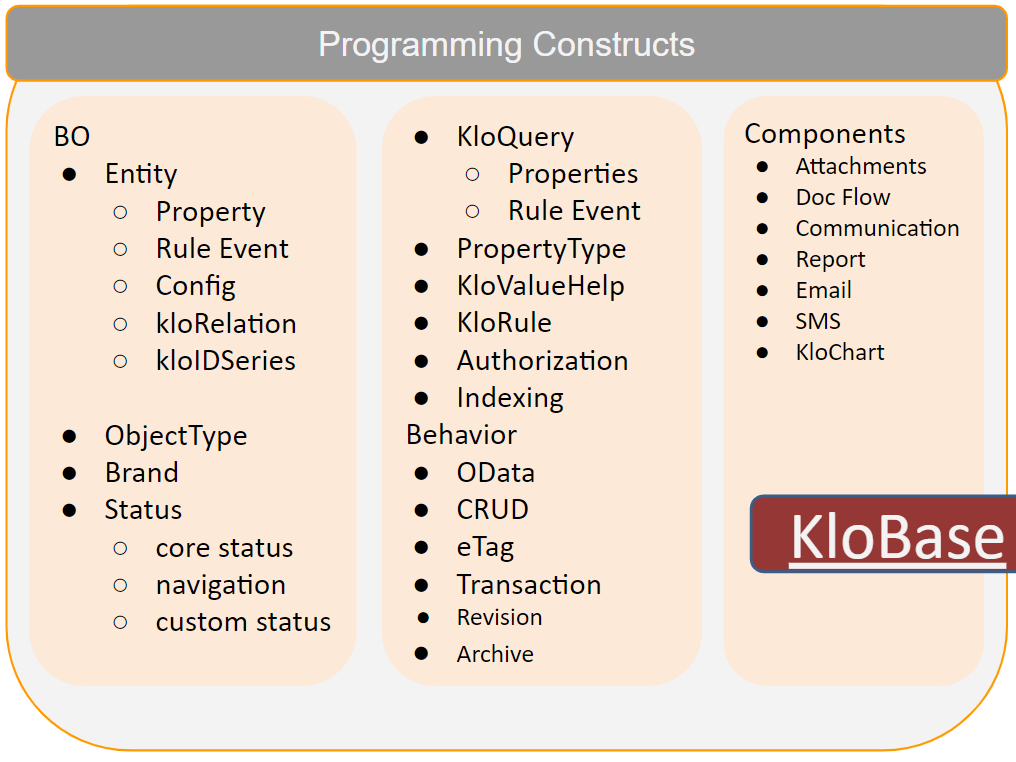 Programming Constructs
BO
● Entity
○ Property
○ Rule Event
○ Config
○ kloRelation
○ kloIDSeries
● ObjectType
● Brand
● Status
○ core status
○ navigation
○ custom status
● KloQuery
○ Properties
○ Rule Event
● PropertyType
● KloValueHelp
● KloRule
● Authorization
● Indexing
Behavior
● OData
● CRUD
● eTag
● Transaction
● Revision
● Archive
Components
● Attachments
● Doc Flow
● Communication
● Report
● Email
● SMS
● KloChart
KloBase